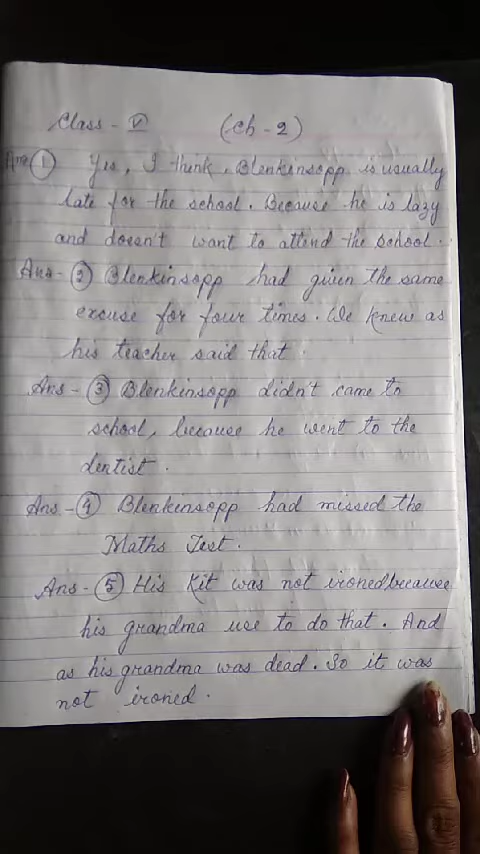 Class - V (Ch - 2)
Ans ① Yes, I think, Blenkinsopp is usually
late for the school. Because he is lazy
and doesn't want to attend the school.
Ans - ② Blenkinsopp had given the same
excuse for four times. We knew as
his teacher said that.
Ans - ③ Blenkinsopp didn't came to
school, because he went to the
dentist.
Ans - ④ Blenkinsopp had missed the
Maths Test.
Ans - ⑤ His Kit was not ironed because
his grandma use to do that. And
as his grandma was dead. So it was
not ironed.